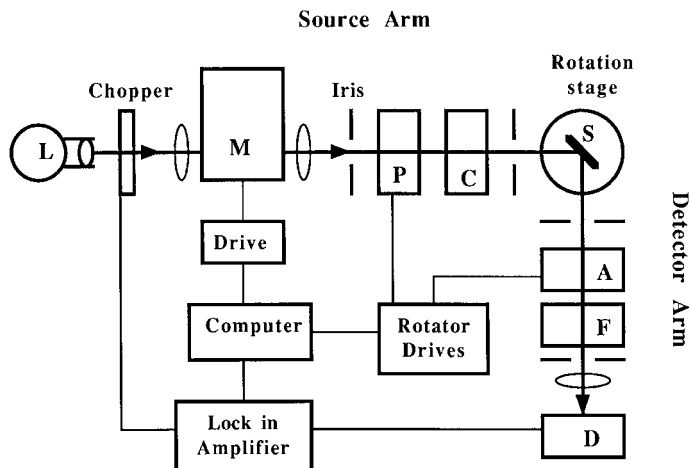 Source Arm
Rotation
stage
Chopper
Iris
L
M
P
C
S
Drive
A
Computer
Rotator
Drives
F
Lock in
Amplifier
D
Detector Arm